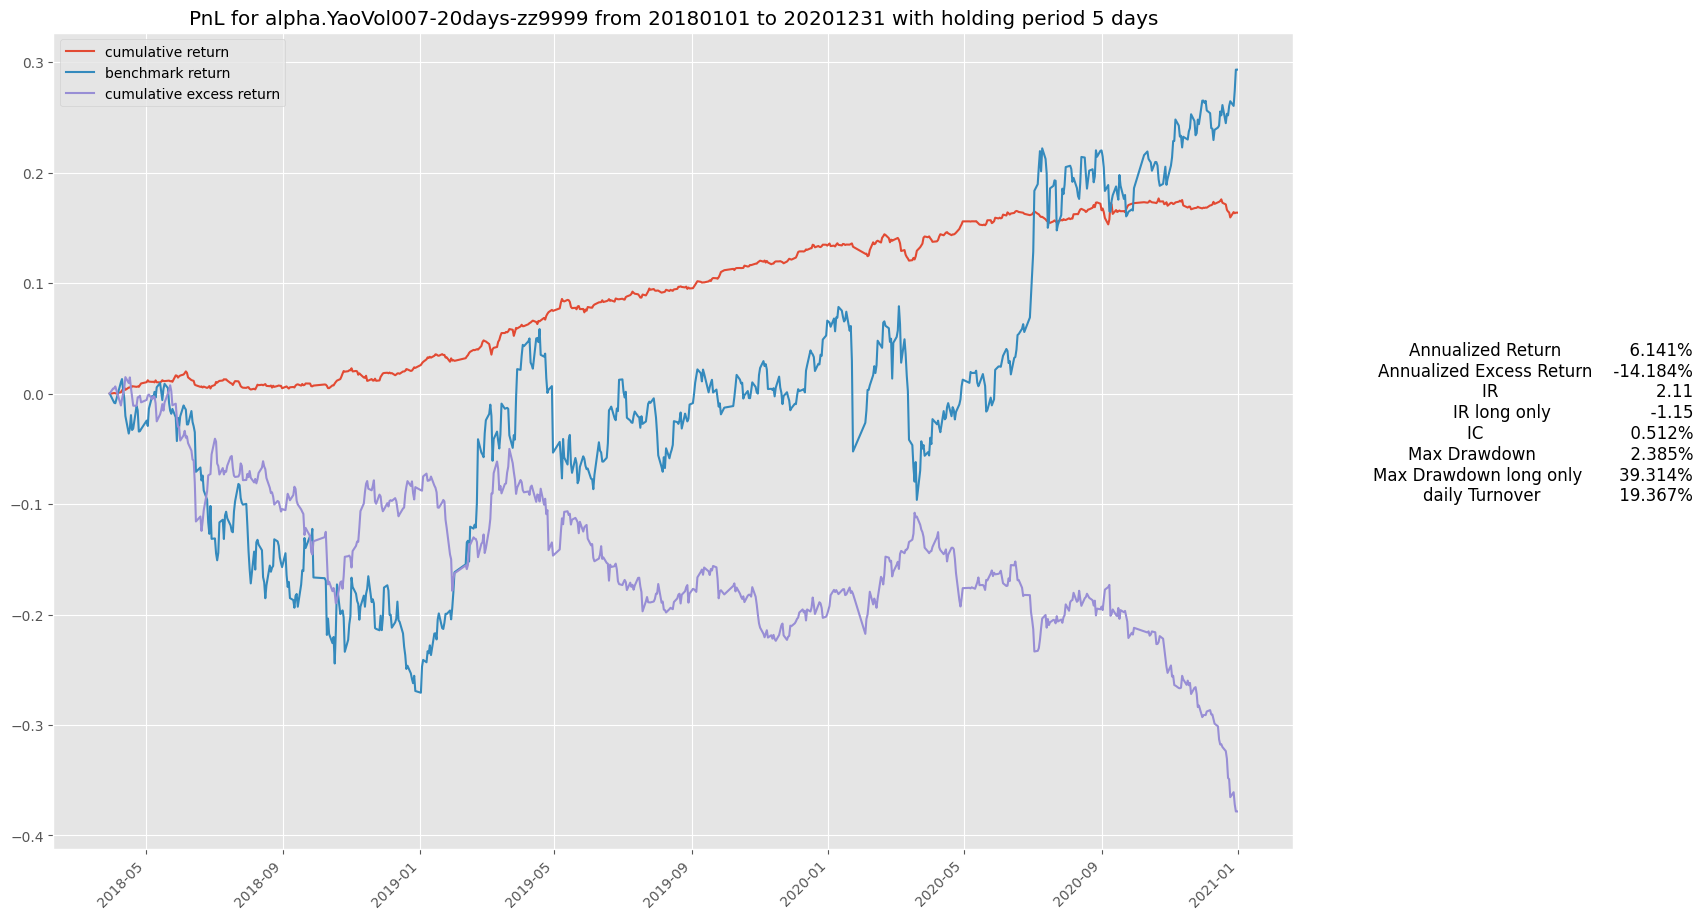 PnL for alpha.YaoVol007-20days-zz9999 from 20180101 to 20201231 with holding period 5 days
cumulative return
benchmark return
cumulative excess return
0.3
0.2
0.1
0.0
−0.1
−0.2
−0.3
−0.4
2018-05
2018-09
2019-01
2019-05
2019-09
2020-01
2020-05
2020-09
2021-01
Annualized Return 6.141%
Annualized Excess Return -14.184%
IR 2.11
IR long only -1.15
IC 0.512%
Max Drawdown 2.385%
Max Drawdown long only 39.314%
daily Turnover 19.367%